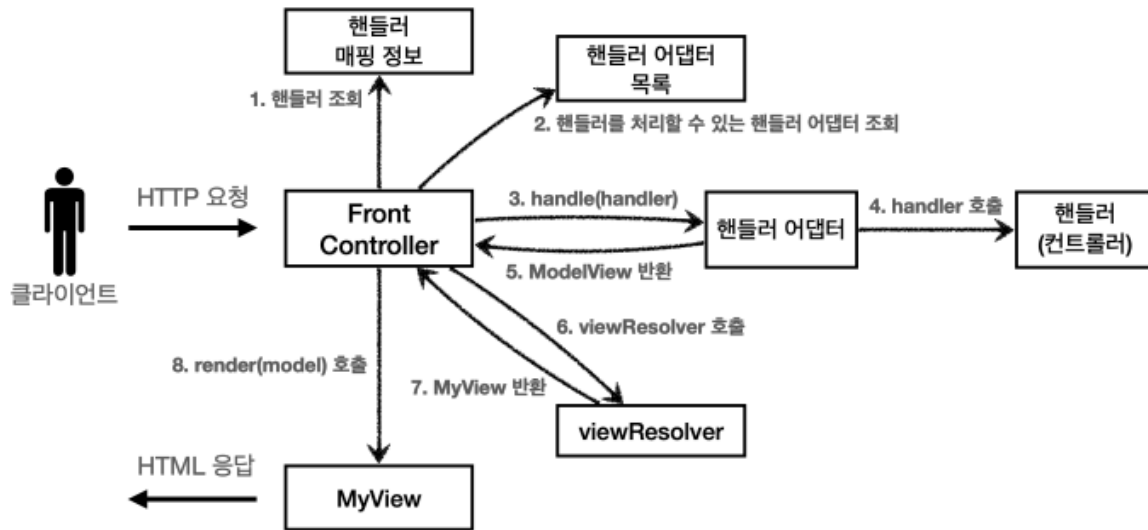 핸들러
매핑 정보
핸들러 어댑터
목록
1. 핸들러 조회
2. 핸들러를 처리할 수 있는 핸들러 어댑터 조회
HTTP 요청
Front
Controller
3. handle(handler)
핸들러 어댑터
4. handler 호출
핸들러
(컨트롤러)
5. ModelView 반환
클라이언트
6. viewResolver 호출
8. render(model) 호출
7. MyView 반환
viewResolver
HTML 응답
MyView